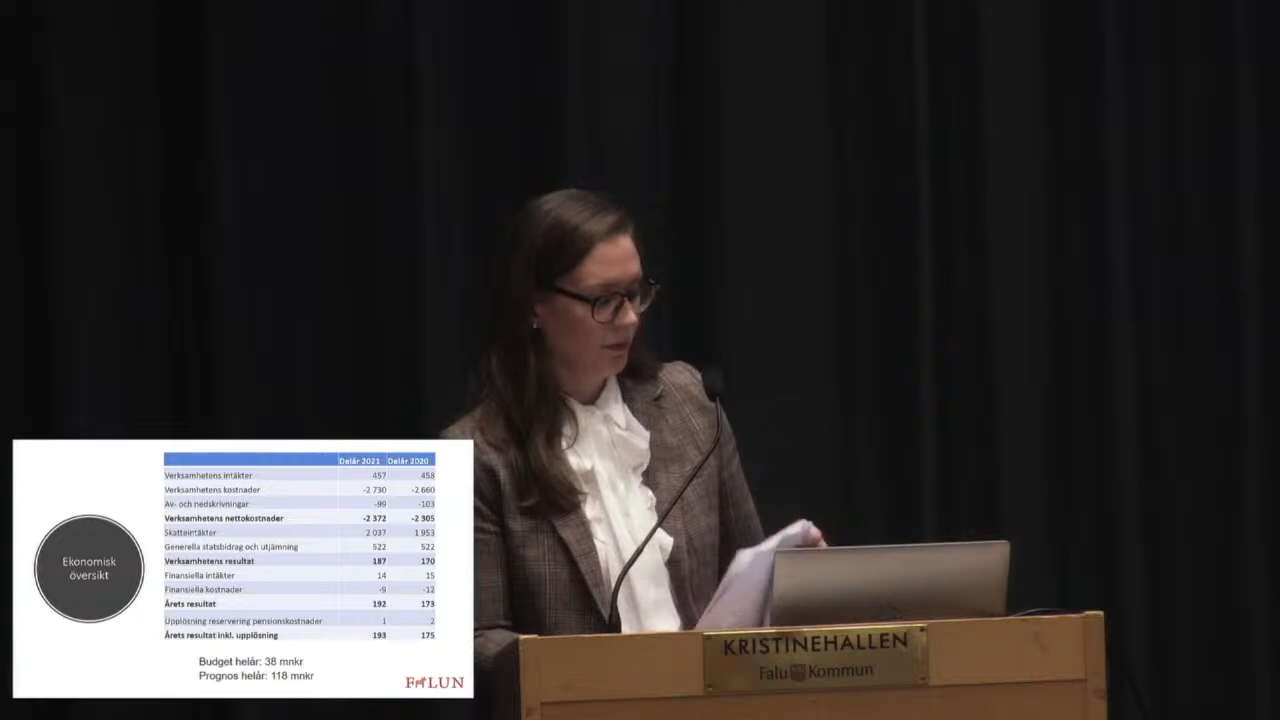 Ekonomisk
översikt
Delår 2021 Delår 2020
Verksamhetens intäkter 457 458
Verksamhetens kostnader -2 730 -2 660
Av- och nedskrivningar -99 -103
Verksamhetens nettokostnader -2 372 -2 305
Skatteintäkter 2 037 1 953
Generella statsbidrag och utjämning 522 522
Verksamhetens resultat 187 170
Finansiella intäkter 14 15
Finansiella kostnader -9 -12
Årets resultat 192 173
Upplösning reservering pensionskostnader 1 2
Årets resultat inkl. upplösning 193 175
Budget helår: 38 mnkr
Prognos helår: 118 mnkr
FALUN
KRISTINEHALLEN
Falu Kommun